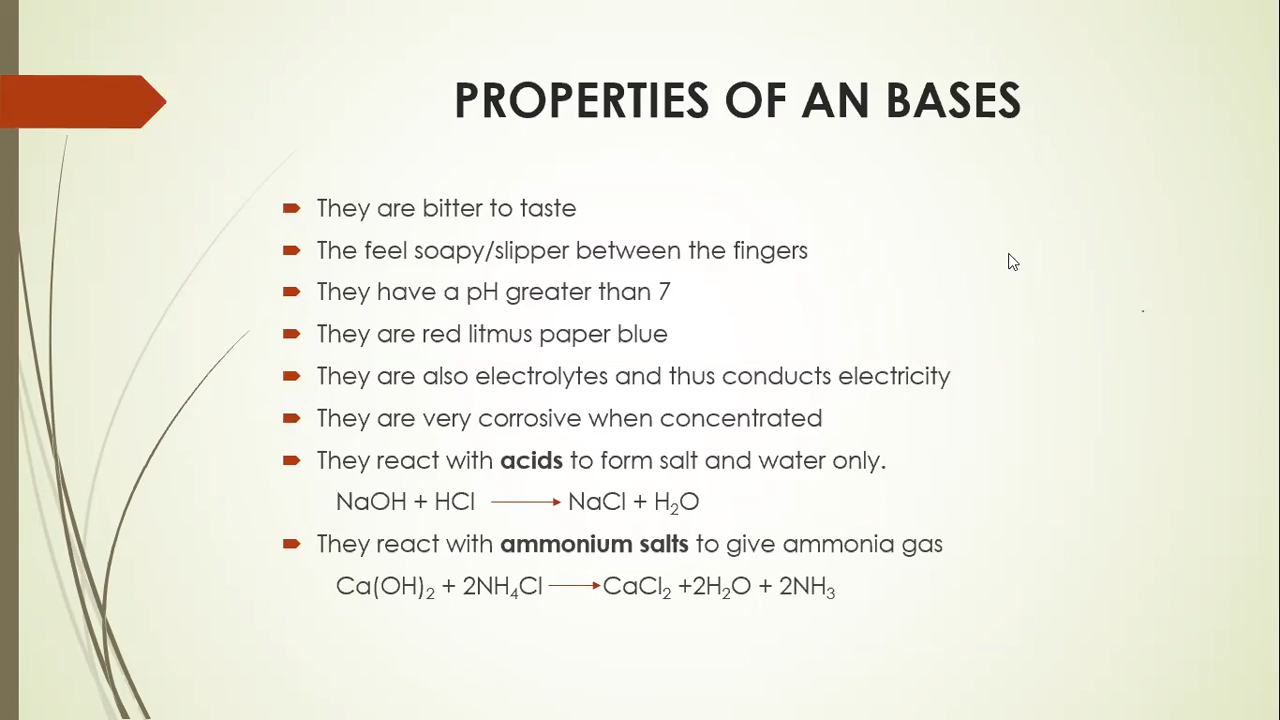 PROPERTIES OF AN BASES
They are bitter to taste
The feel soapy/slipper between the fingers
They have a pH greater than 7
They are red litmus paper blue
They are also electrolytes and thus conducts electricity
They are very corrosive when concentrated
They react with acids to form salt and water only.
NaOH + HCl → NaCl + H₂O
They react with ammonium salts to give ammonia gas
Ca(OH)₂ + 2NH₄Cl → CaCl₂ +2H₂O + 2NH₃